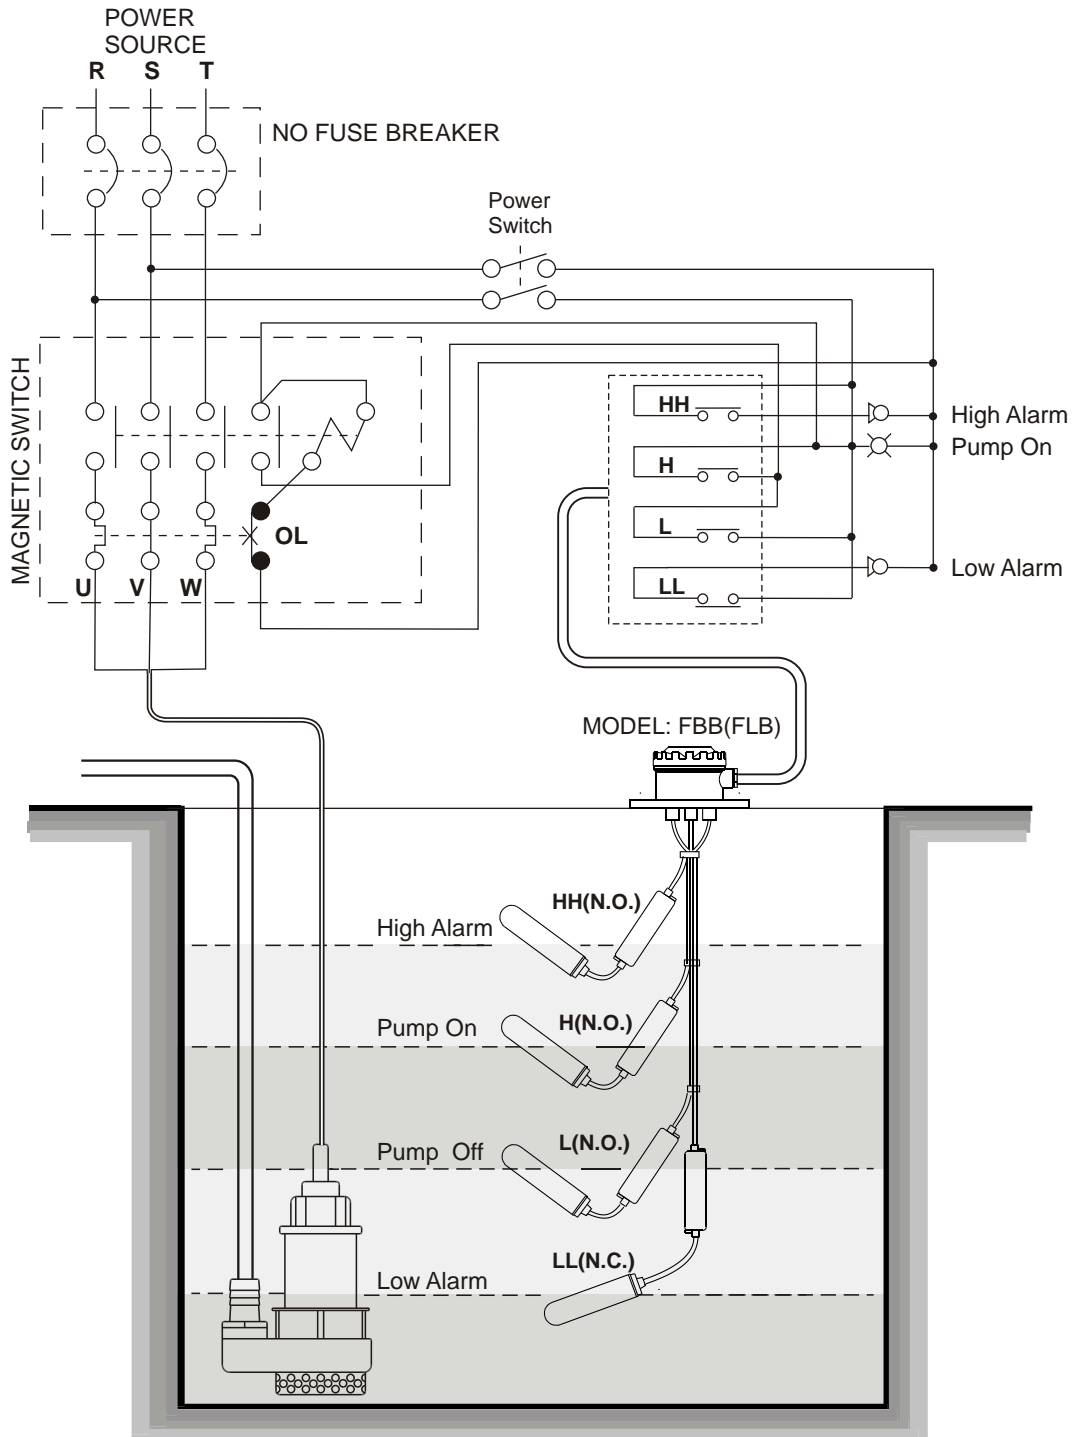 POWER
SOURCE
R S T
NO FUSE BREAKER
Power
Switch
MAGNETIC SWITCH
HH
High Alarm
Pump On
H
OL
L
Low Alarm
U V W
LL
MODEL: FBB(FLB)
HH(N.O.)
High Alarm
H(N.O.)
Pump On
L(N.O.)
Pump Off
LL(N.C.)
Low Alarm